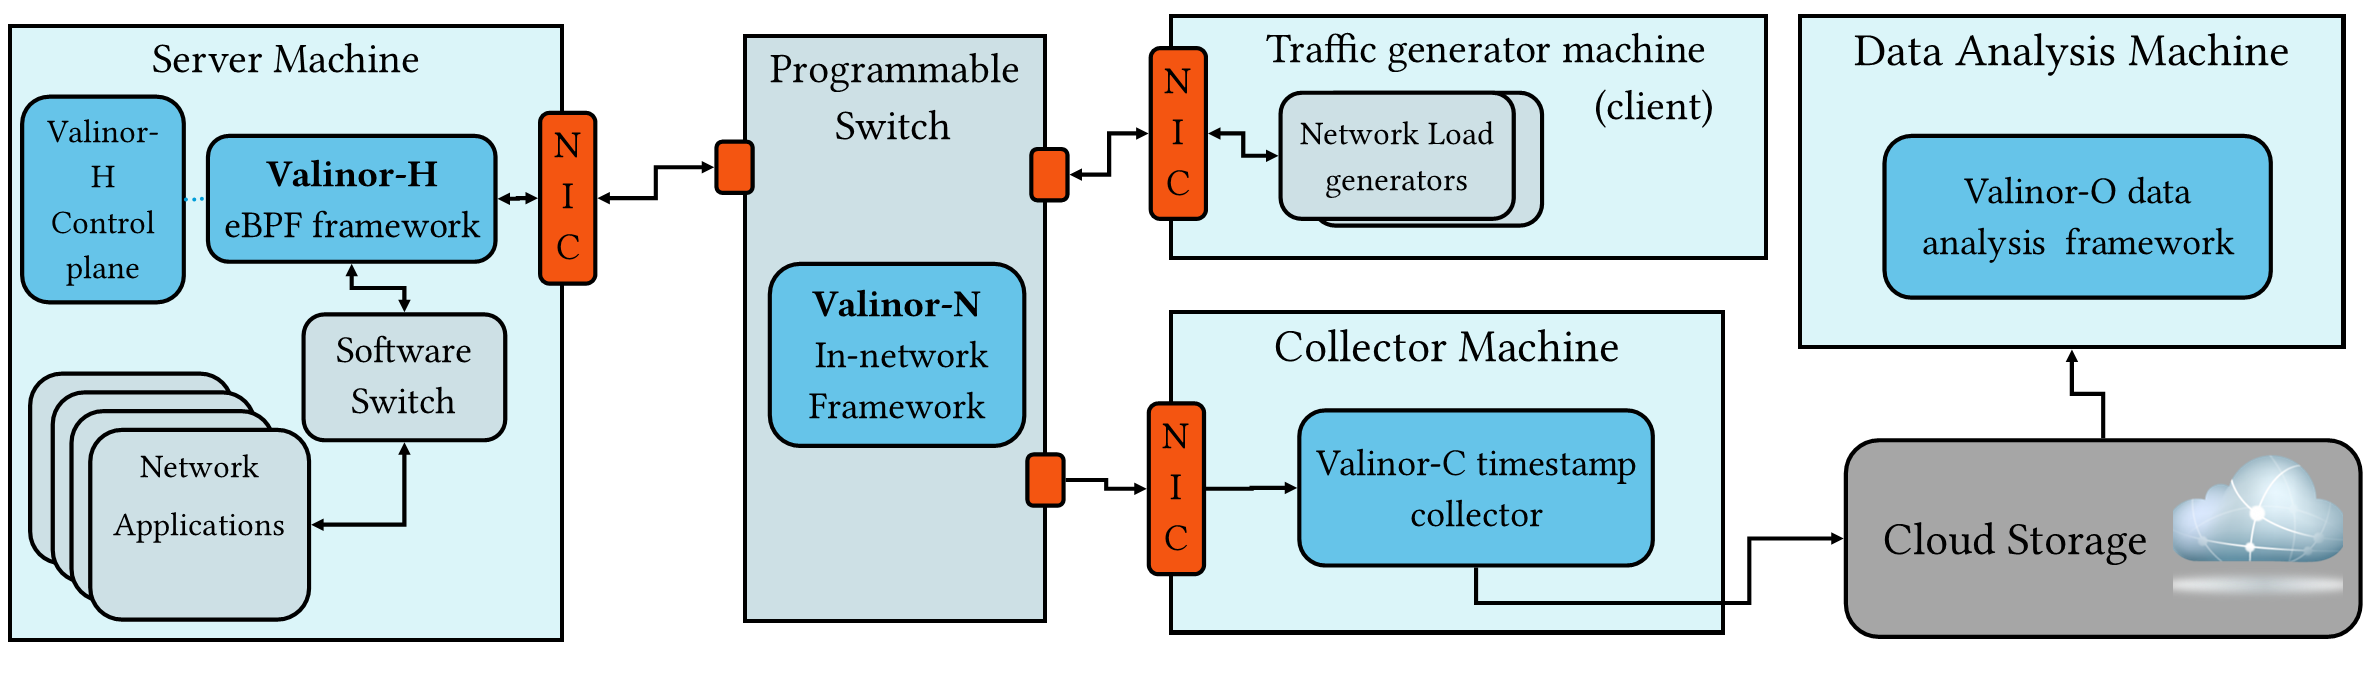 Server Machine
Valinor-
H
Control
plane
Valinor-H
eBPF framework
N
I
C
Software
Switch
Network
Applications
Programmable
Switch
Valinor-N
In-network
Framework
Traffic generator machine
(client)
N
I
C
Network Load
generators
Collector Machine
N
I
C
Valinor-C timestamp
collector
Data Analysis Machine
Valinor-O data
analysis framework
Cloud Storage